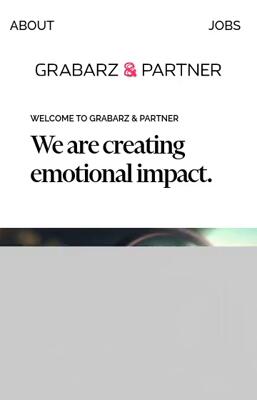 ABOUT JOBS
GRABARZ & PARTNER
WELCOME TO GRABARZ & PARTNER
We are creating
emotional impact.